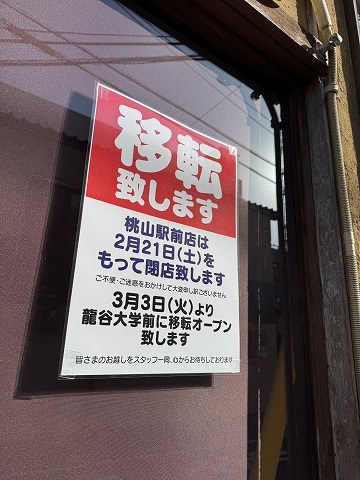 移転
致します
桃山駅前店は
2月21日(土)を
もって閉店致します
ご不便・ご迷惑をおかけして大変申し訳ございません
3月3日(火)より
龍谷大学前に移転オープン
致します
皆さまのお越しをスタッフ一同、心からお待ちしております